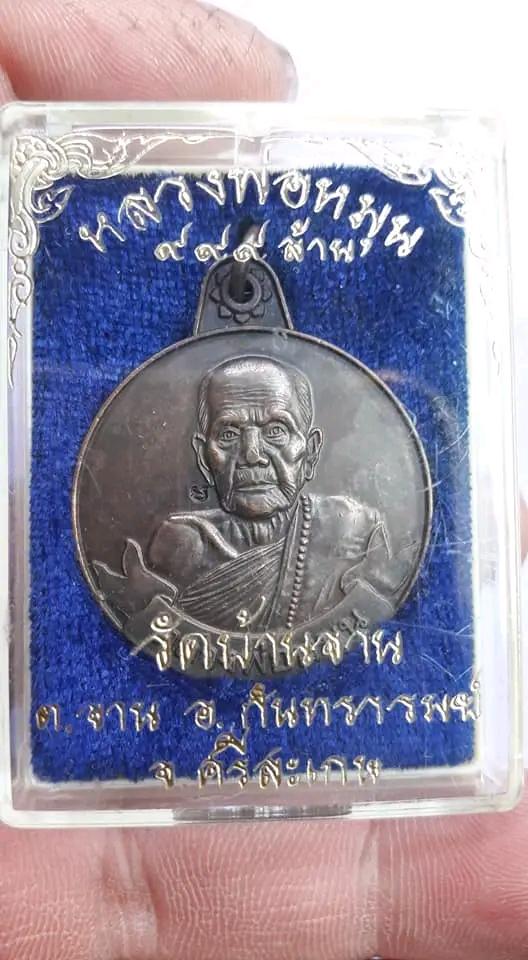 หลวงพ่อหมุน
๙๙๙ ล้าน
วัดบ้านจาน
ต.จาน อ.กันทรารมย์
จ.ศรีสะเกษ